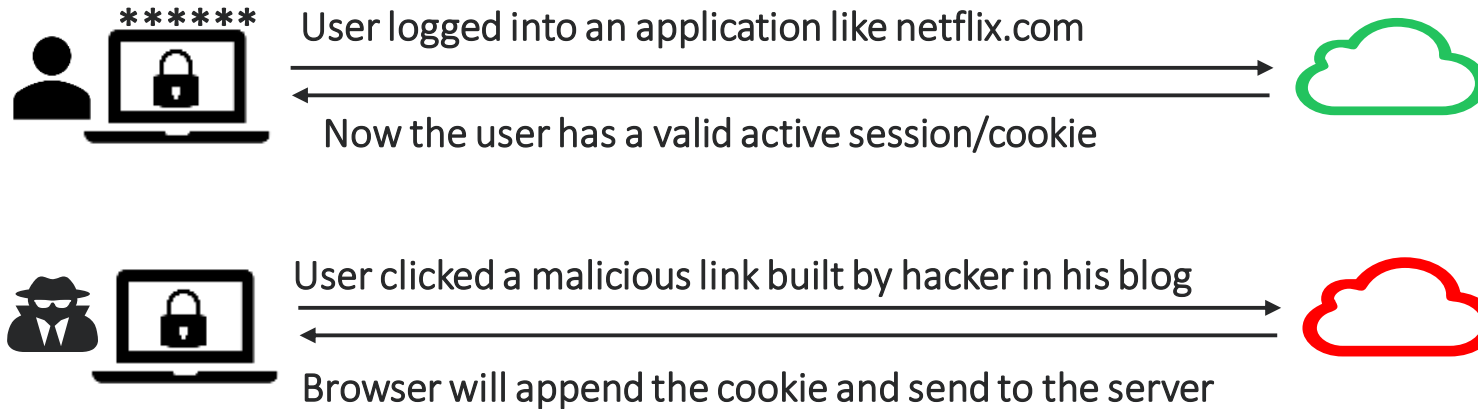 ******
User logged into an application like netflix.com
Now the user has a valid active session/cookie
User clicked a malicious link built by hacker in his blog
Browser will append the cookie and send to the server